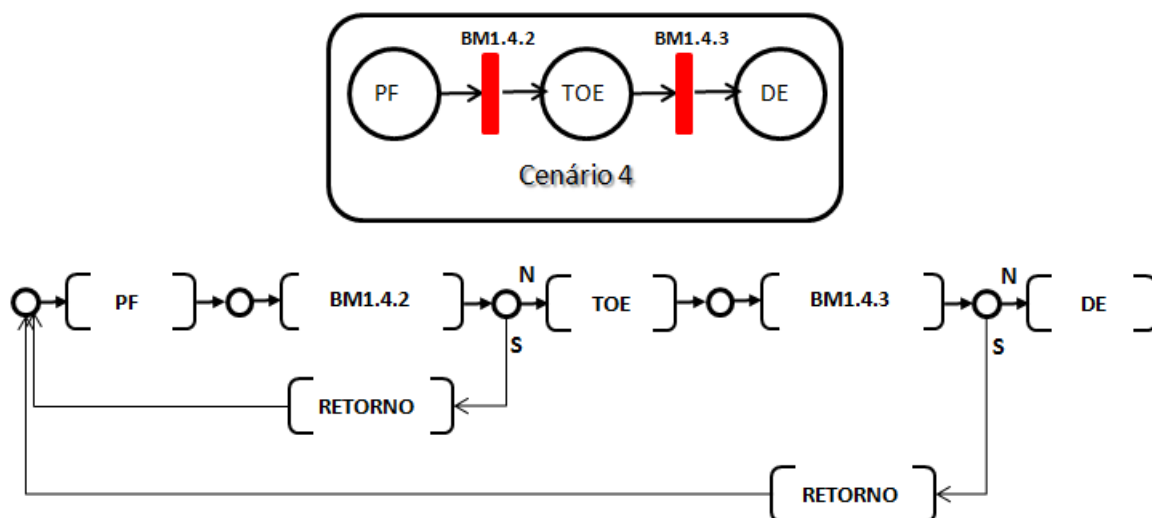 BM1.4.2 BM1.4.3
PF TOE DE
Cenário 4
N N
PF BM1.4.2 TOE BM1.4.3 DE
S S
RETORNO
RETORNO